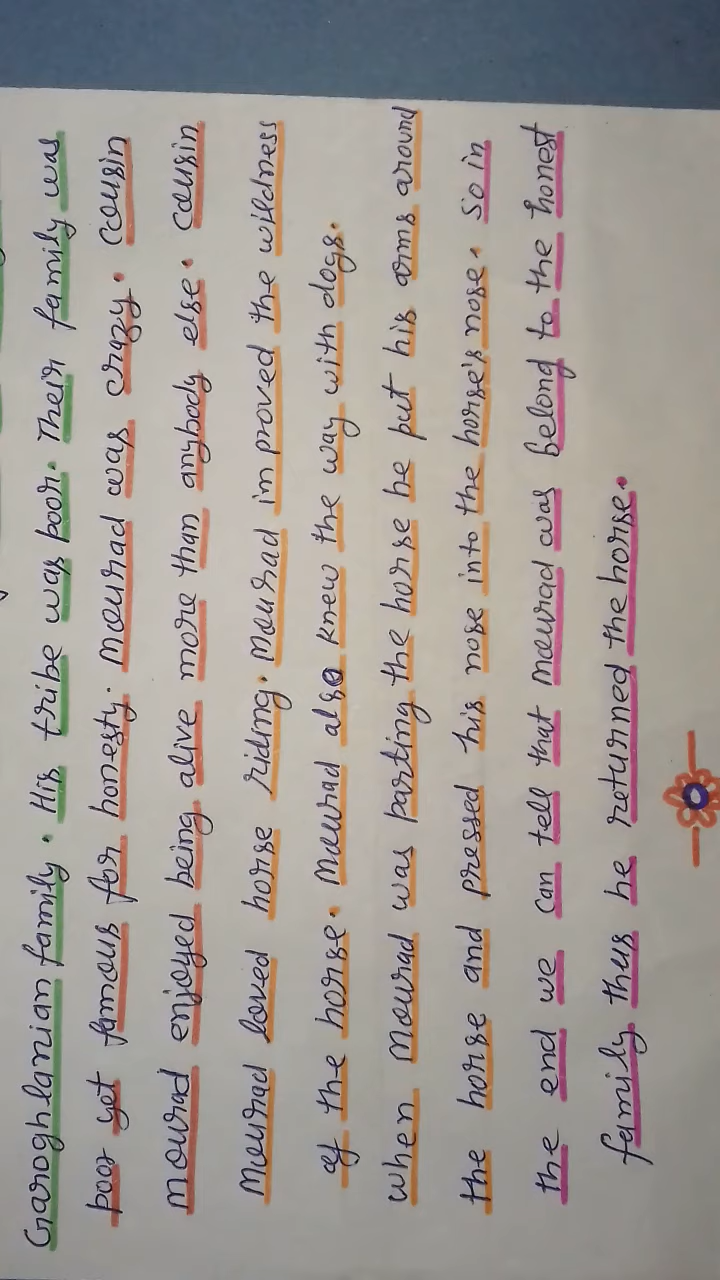 Garoghlanian family. His tribe was poor. Their family was
poor yet famous for honesty. Mourad was crazy. Cousin
Mourad enjoyed being alive more than anybody else. Cousin
Mourad loved horse riding. Mourad improved the wildness
of the horse. Mourad also knew the way with dogs.
When Mourad was parting the horse he put his arms around
the horse and pressed his nose into the horse's nose. So in
the end we can tell that Mourad was belong to the honest
family thus he returned the horse.